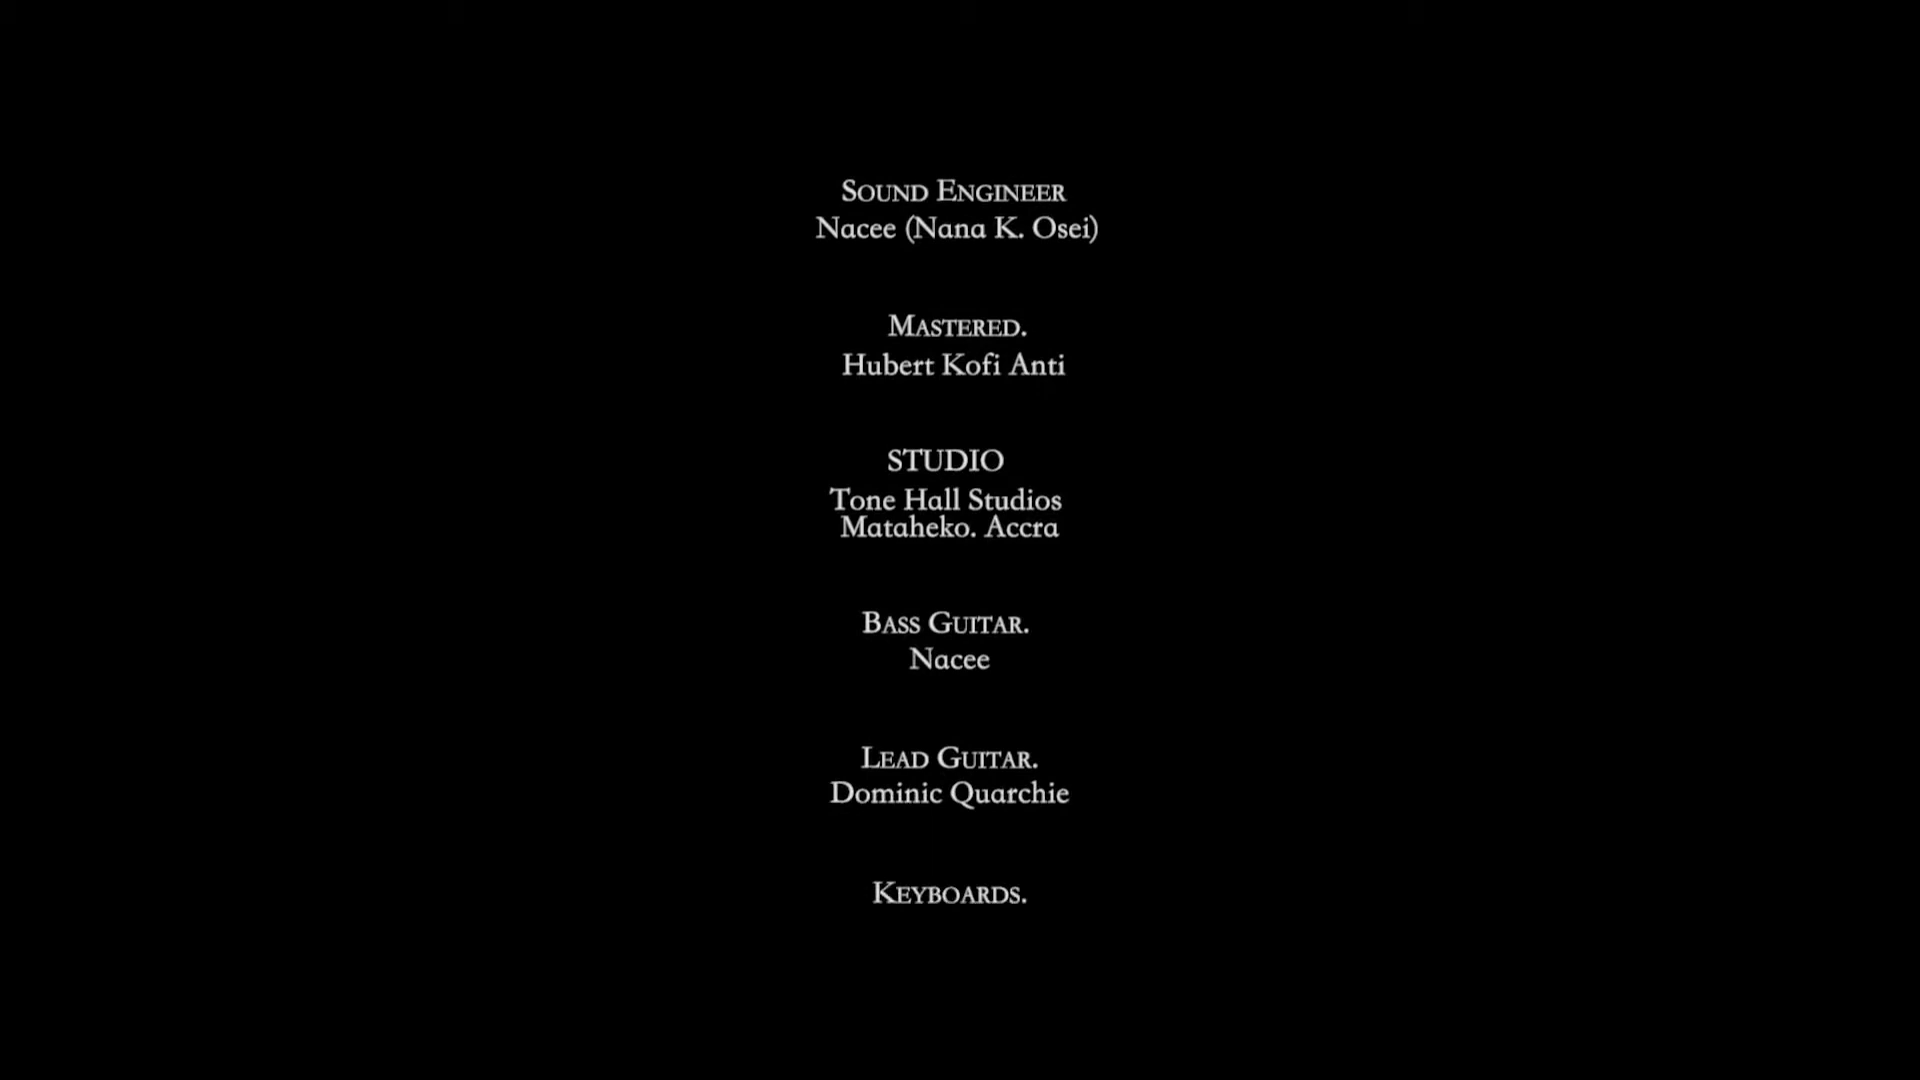 SOUND ENGINEER
Nacee (Nana K. Osei)
MASTERED.
Hubert Kofi Anti
STUDIO
Tone Hall Studios
Mataheko. Accra
BASS GUITAR.
Nacee
LEAD GUITAR.
Dominic Quarchie
KEYBOARDS.